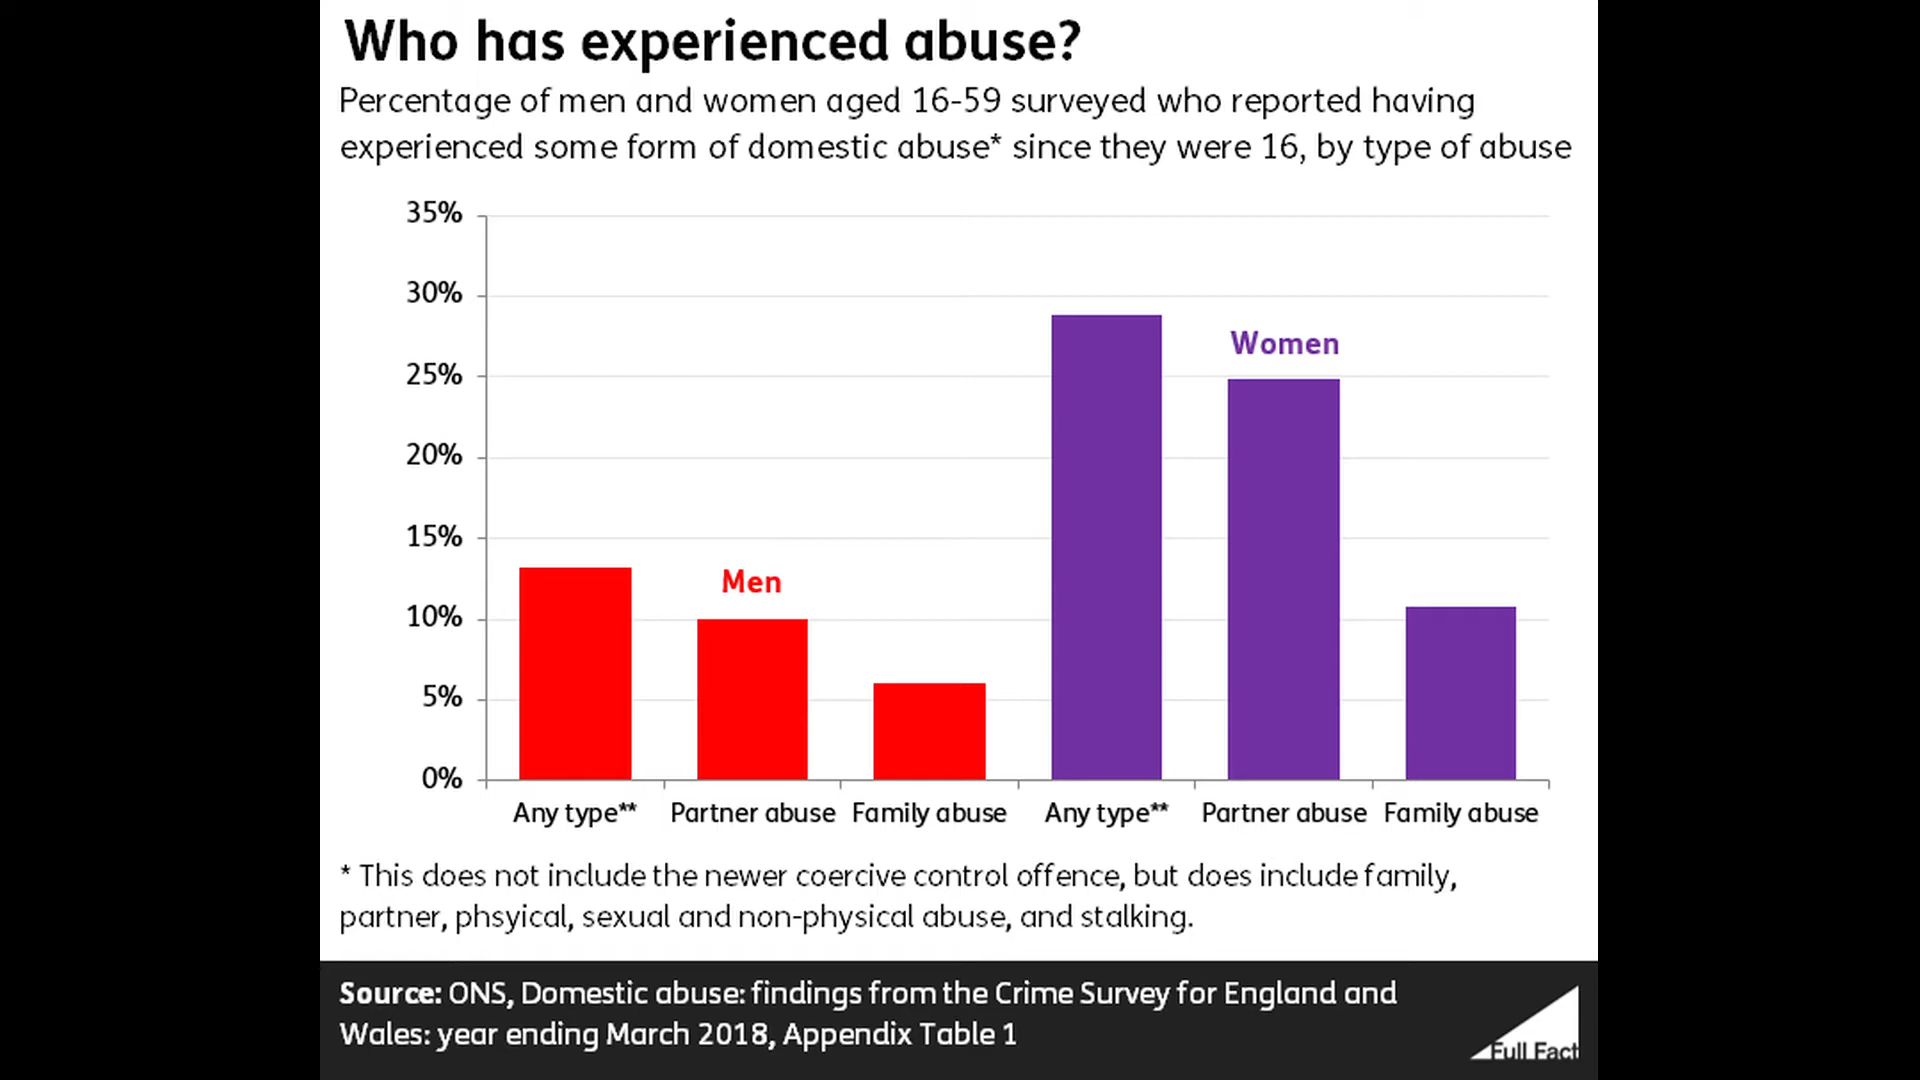 Who has experienced abuse?
Percentage of men and women aged 16-59 surveyed who reported having
experienced some form of domestic abuse* since they were 16, by type of abuse
35%
30%
25%
20%
15%
10%
5%
0%
Men
Women
Any type** Partner abuse Family abuse Any type** Partner abuse Family abuse
* This does not include the newer coercive control offence, but does include family,
partner, phsyical, sexual and non-physical abuse, and stalking.
Source: ONS, Domestic abuse: findings from the Crime Survey for England and
Wales: year ending March 2018, Appendix Table 1
Full Fact